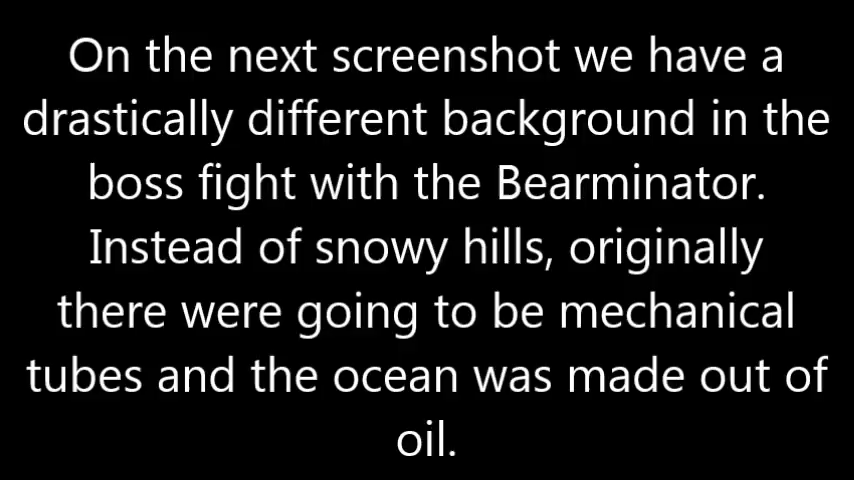 On the next screenshot we have a
drastically different background in the
boss fight with the Bearminator.
Instead of snowy hills, originally
there were going to be mechanical
tubes and the ocean was made out of
oil.